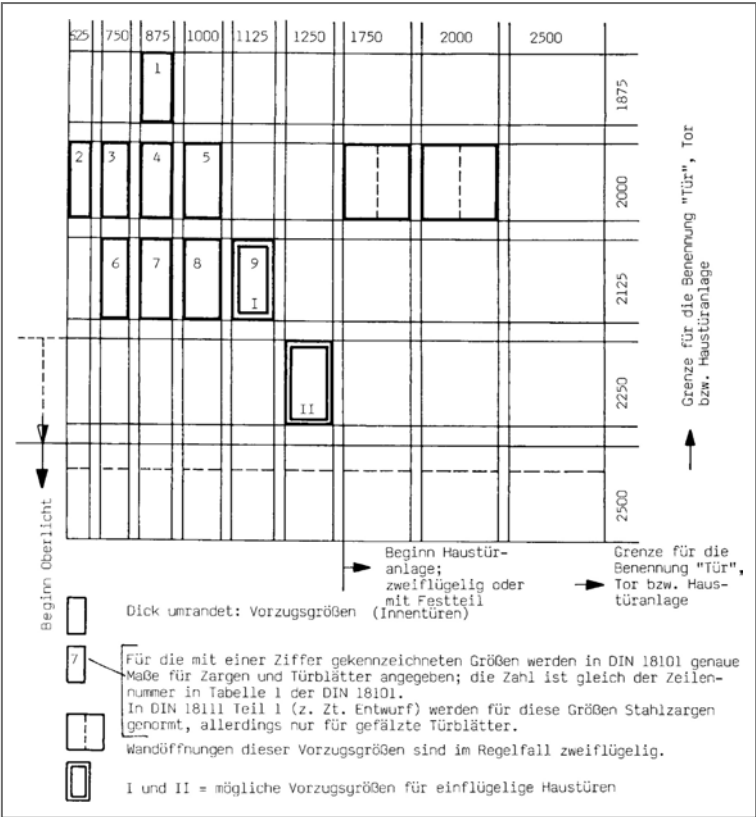 625 750 875 1000 1125 1250 1750 2000 2500
1
1875
2 3 4 5
2000
6 7 8 9
I
2125
II
2250
2500
Grenze für die Benennung "Tür", Tor
bzw. Haustüranlage
Beginn Oberlicht
Beginn Haustür-
anlage;
zweiflügelig oder
mit Festteil
Grenze für die
Benennung "Tür",
Tor bzw. Haus-
türanlage
Dick umrandet: Vorzugsgrößen (Innentüren)
7
Für die mit einer Ziffer gekennzeichneten Größen werden in DIN 18101 genaue
Maße für Zargen und Türblätter angegeben; die Zahl ist gleich der Zeilen-
nummer in Tabelle 1 der DIN 18101.
In DIN 18111 Teil 1 (z. Zt. Entwurf) werden für diese Größen Stahlzargen
genormt, allerdings nur für gefälzte Türblätter.
Wandöffnungen dieser Vorzugsgrößen sind im Regelfall zweiflügelig.
I und II = mögliche Vorzugsgrößen für einflügelige Haustüren